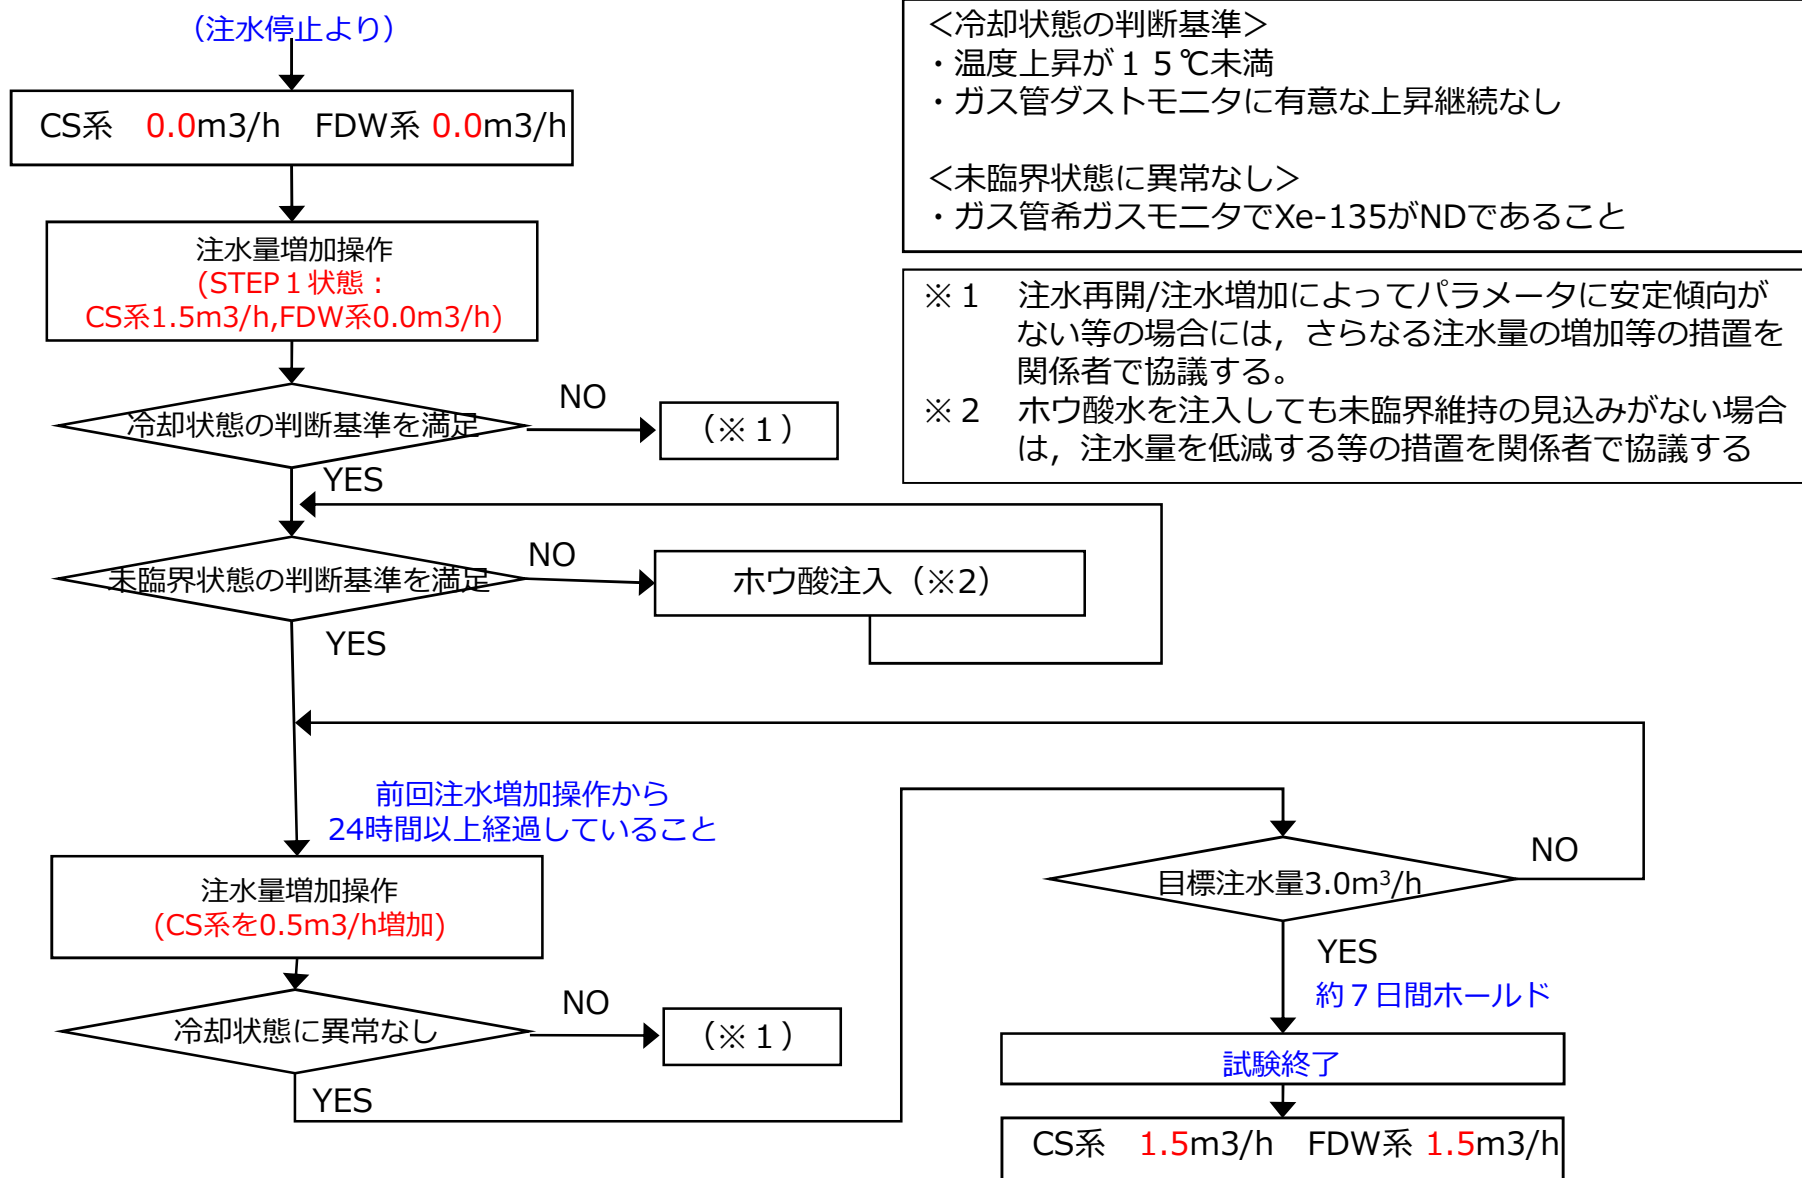 （注水停止より）
CS系　0.0m3/h　FDW系 0.0m3/h
注水量増加操作
(STEP１状態：
CS系1.5m3/h,FDW系0.0m3/h)
冷却状態の判断基準を満足
NO
（※１）
YES
未臨界状態の判断基準を満足
NO
ホウ酸注入（※2）
YES
前回注水増加操作から
24時間以上経過していること
注水量増加操作
(CS系を0.5m3/h増加)
冷却状態に異常なし
NO
（※１）
YES
＜冷却状態の判断基準＞
・温度上昇が１５℃未満
・ガス管ダストモニタに有意な上昇継続なし
＜未臨界状態に異常なし＞
・ガス管希ガスモニタでXe-135がNDであること
※１　注水再開/注水増加によってパラメータに安定傾向が
ない等の場合には，さらなる注水量の増加等の措置を
関係者で協議する。
※２　ホウ酸水を注入しても未臨界維持の見込みがない場合
は，注水量を低減する等の措置を関係者で協議する
目標注水量3.0m³/h
NO
YES
約７日間ホールド
試験終了
CS系　1.5m3/h　FDW系 1.5m3/h